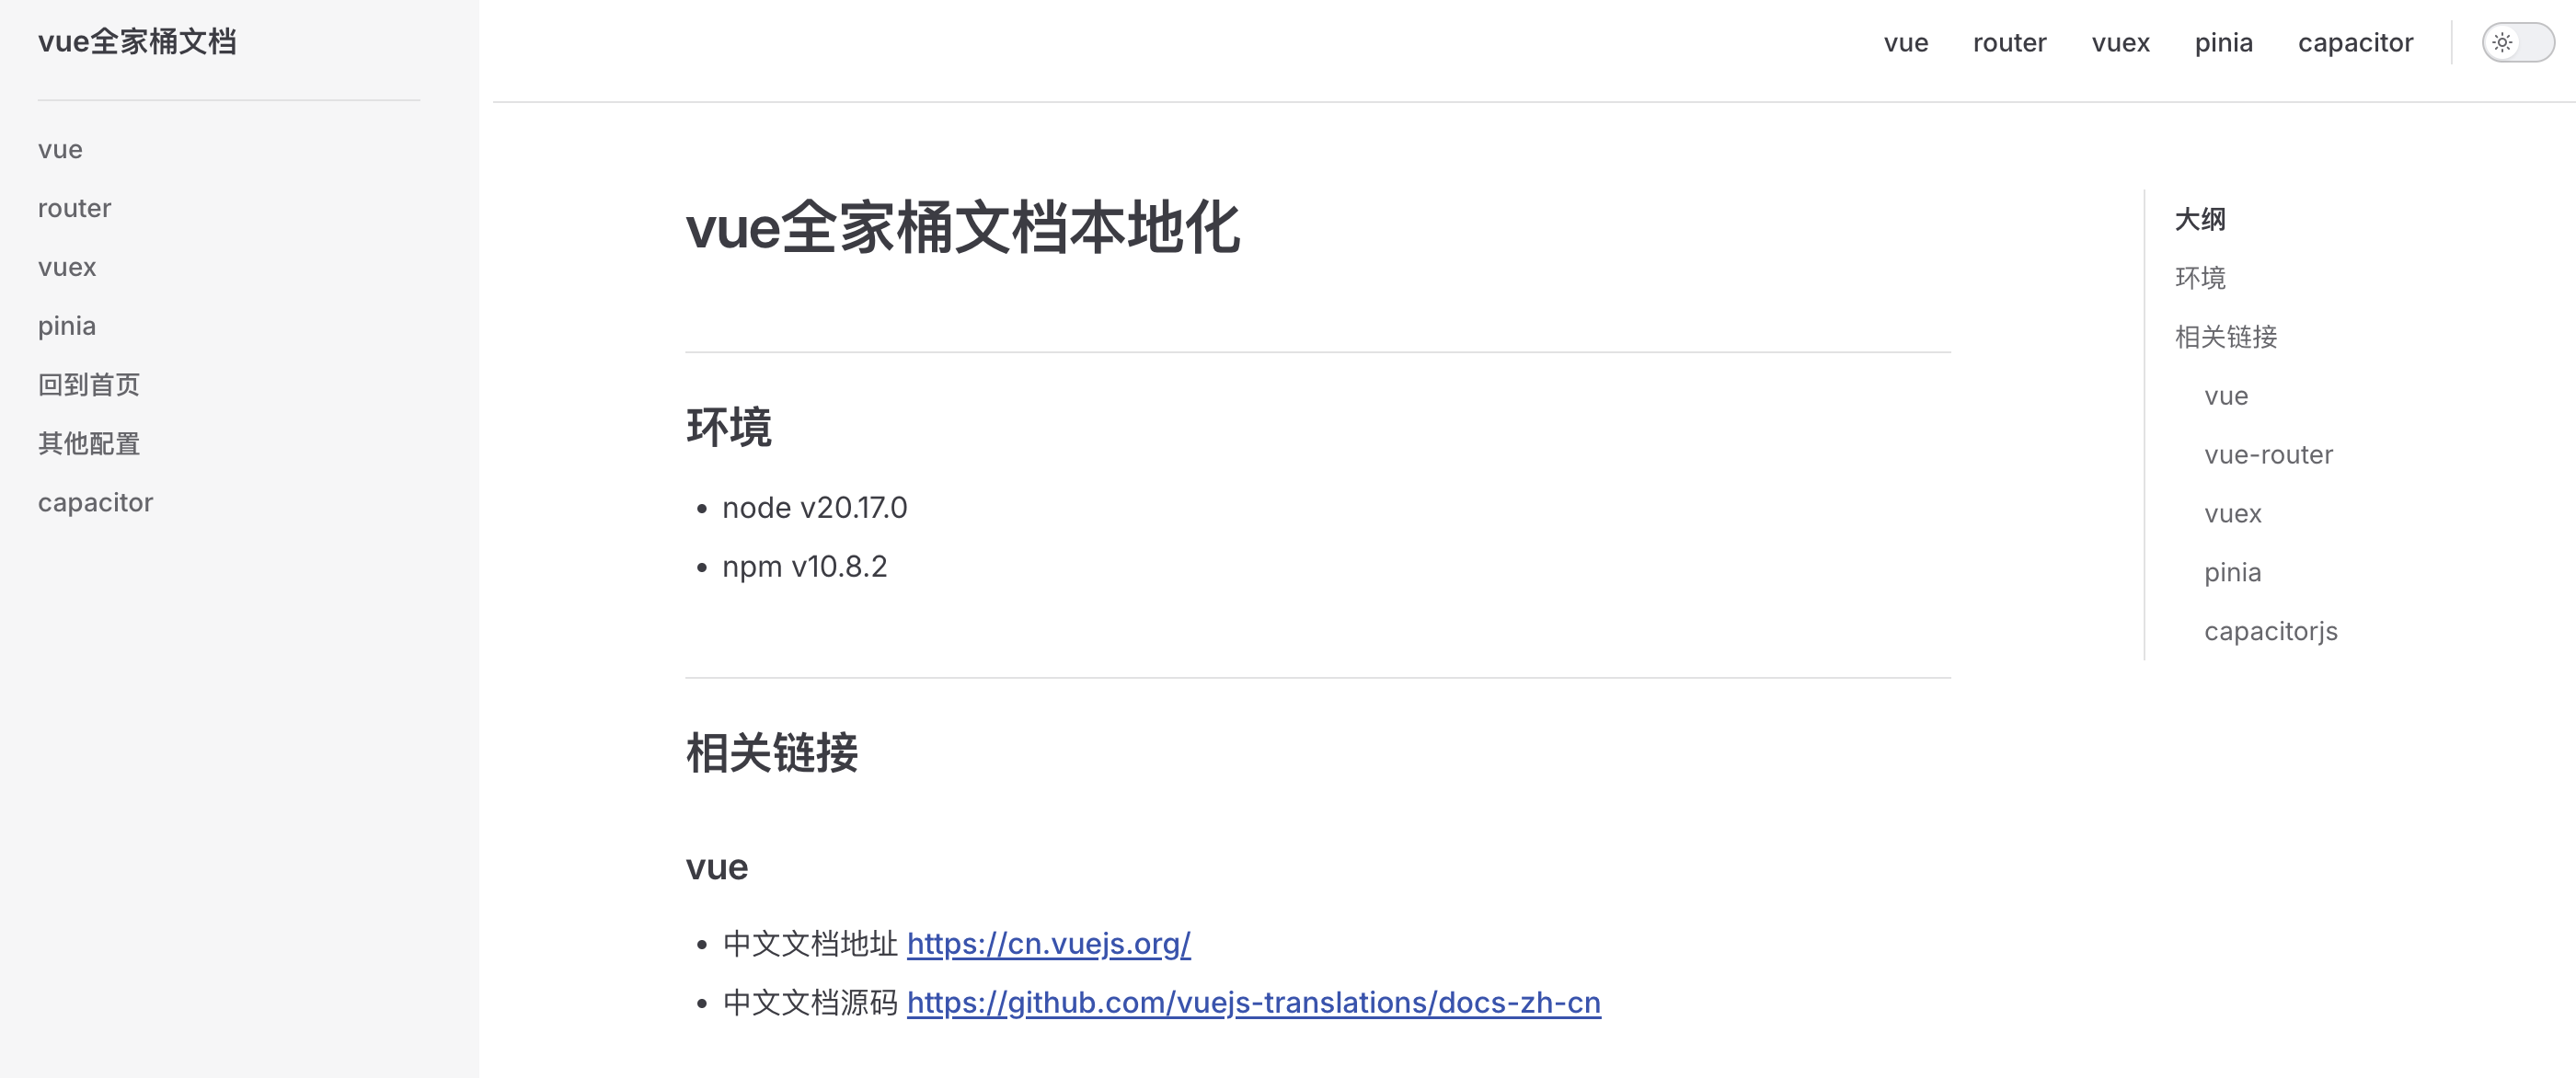 vue全家桶文档
vue
router
vuex
pinia
回到首页
其他配置
capacitor
vue router vuex pinia capacitor
vue全家桶文档本地化
环境
node v20.17.0
npm v10.8.2
相关链接
vue
中文文档地址 https://cn.vuejs.org/
中文文档源码 https://github.com/vuejs-translations/docs-zh-cn
大纲
环境
相关链接
vue
vue-router
vuex
pinia
capacitorjs